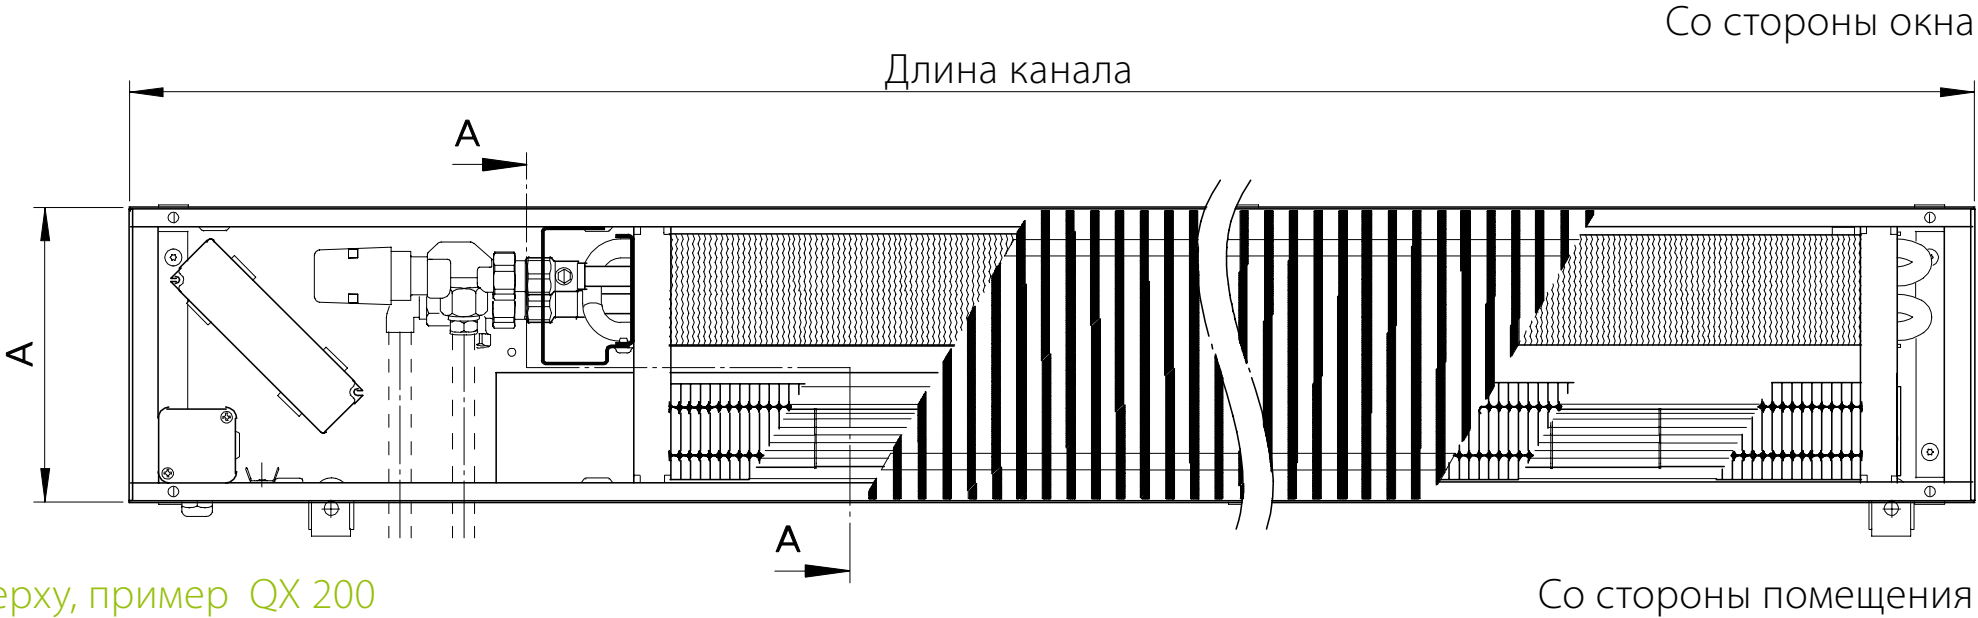 Со стороны окна
Длина канала
A
A
A
ерху, пример QX 200
Со стороны помещения